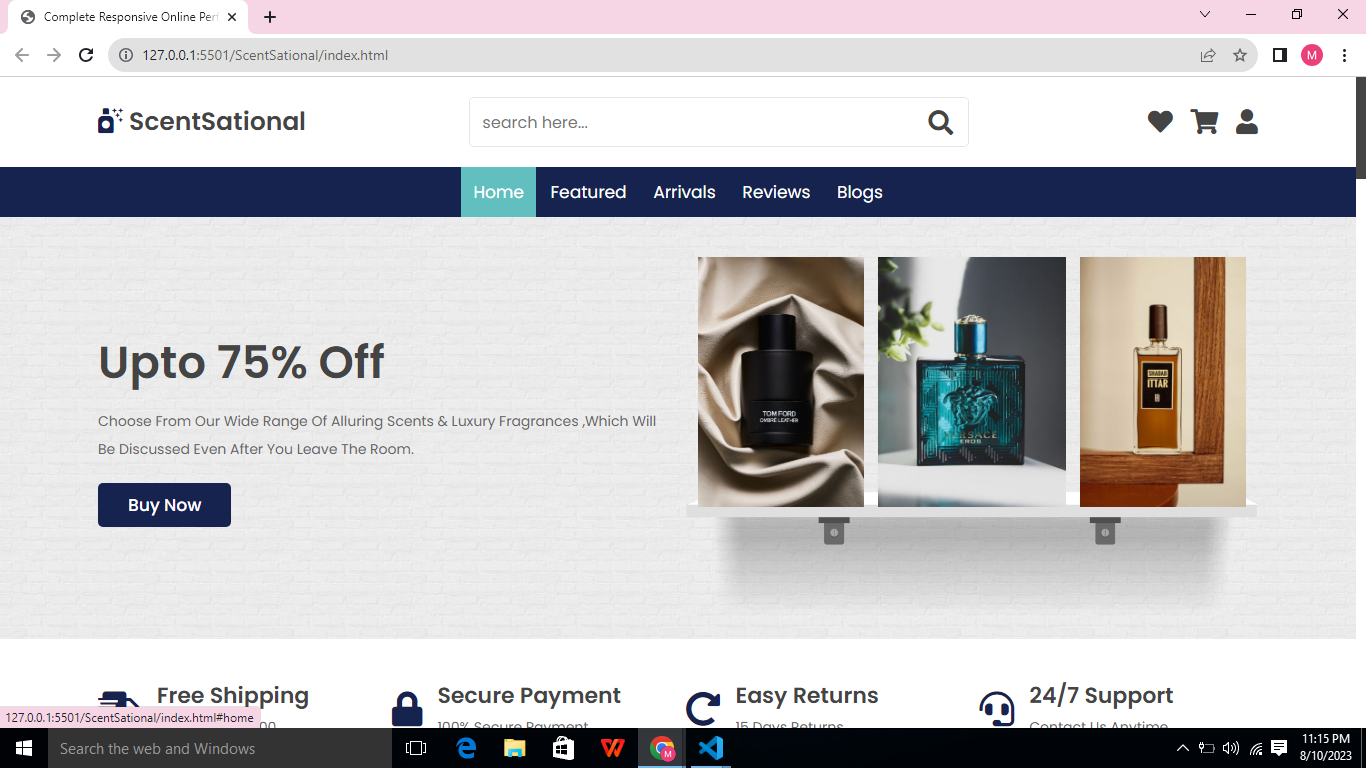 Complete Responsive Online Per
127.0.0.1:5501/ScentSational/index.html
M
ScentSational
search here...
Home Featured Arrivals Reviews Blogs
Upto 75% Off
Choose From Our Wide Range Of Alluring Scents & Luxury Fragrances ,Which Will
Be Discussed Even After You Leave The Room.
Buy Now
TOM FORD
OMBRÉ LEATHER
VERSACE
EROS
SHABAB
ITTAR
Free Shipping Secure Payment Easy Returns 24/7 Support
100% Secure Payment 15 Days Returns Contact Us Anytime
127.0.0.1:5501/ScentSational/index.html#home
Search the web and Windows
M
11:15 PM
8/10/2023